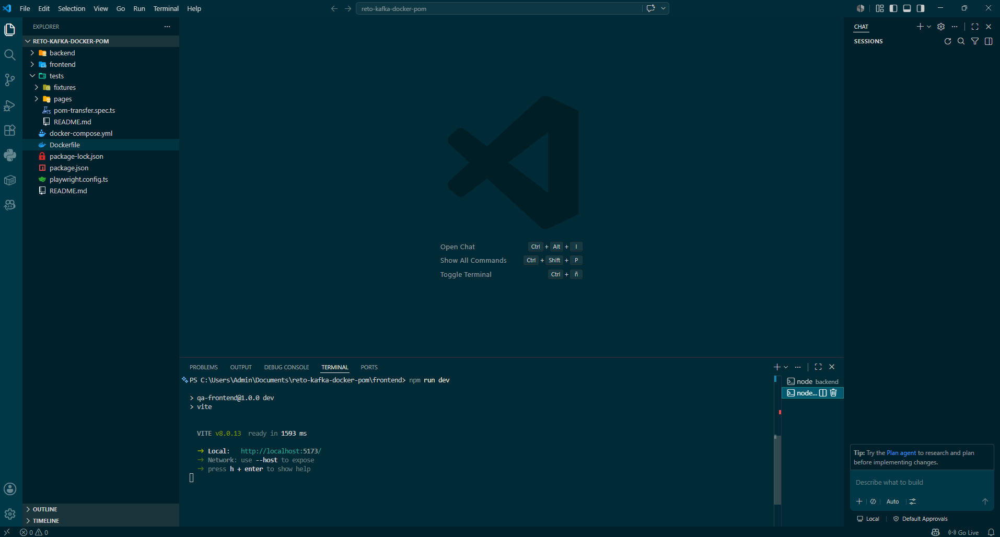 File Edit Selection View Go Run Terminal Help
reto-kafka-docker-pom
EXPLORER
RETO-KAFKA-DOCKER-POM
backend
frontend
tests
fixtures
pages
pom-transfer.spec.ts
README.md
docker-compose.yml
Dockerfile
package-lock.json
package.json
playwright.config.ts
README.md
OUTLINE
TIMELINE
Open Chat Ctrl + Alt + I
Show All Commands Ctrl + Shift + P
Toggle Terminal Ctrl + ñ
PROBLEMS OUTPUT DEBUG CONSOLE TERMINAL PORTS
PS C:\Users\Admin\Documents\reto-kafka-docker-pom\frontend> npm run dev
> qa-frontend@1.0.0 dev
> vite
VITE v8.0.13 ready in 1593 ms
➜ Local: http://localhost:5173/
➜ Network: use --host to expose
➜ press h + enter to show help
node backend
node...
CHAT
SESSIONS
Tip: Try the Plan agent to research and plan
before implementing changes.
Describe what to build
Auto
Local Default Approvals
0 0
Go Live